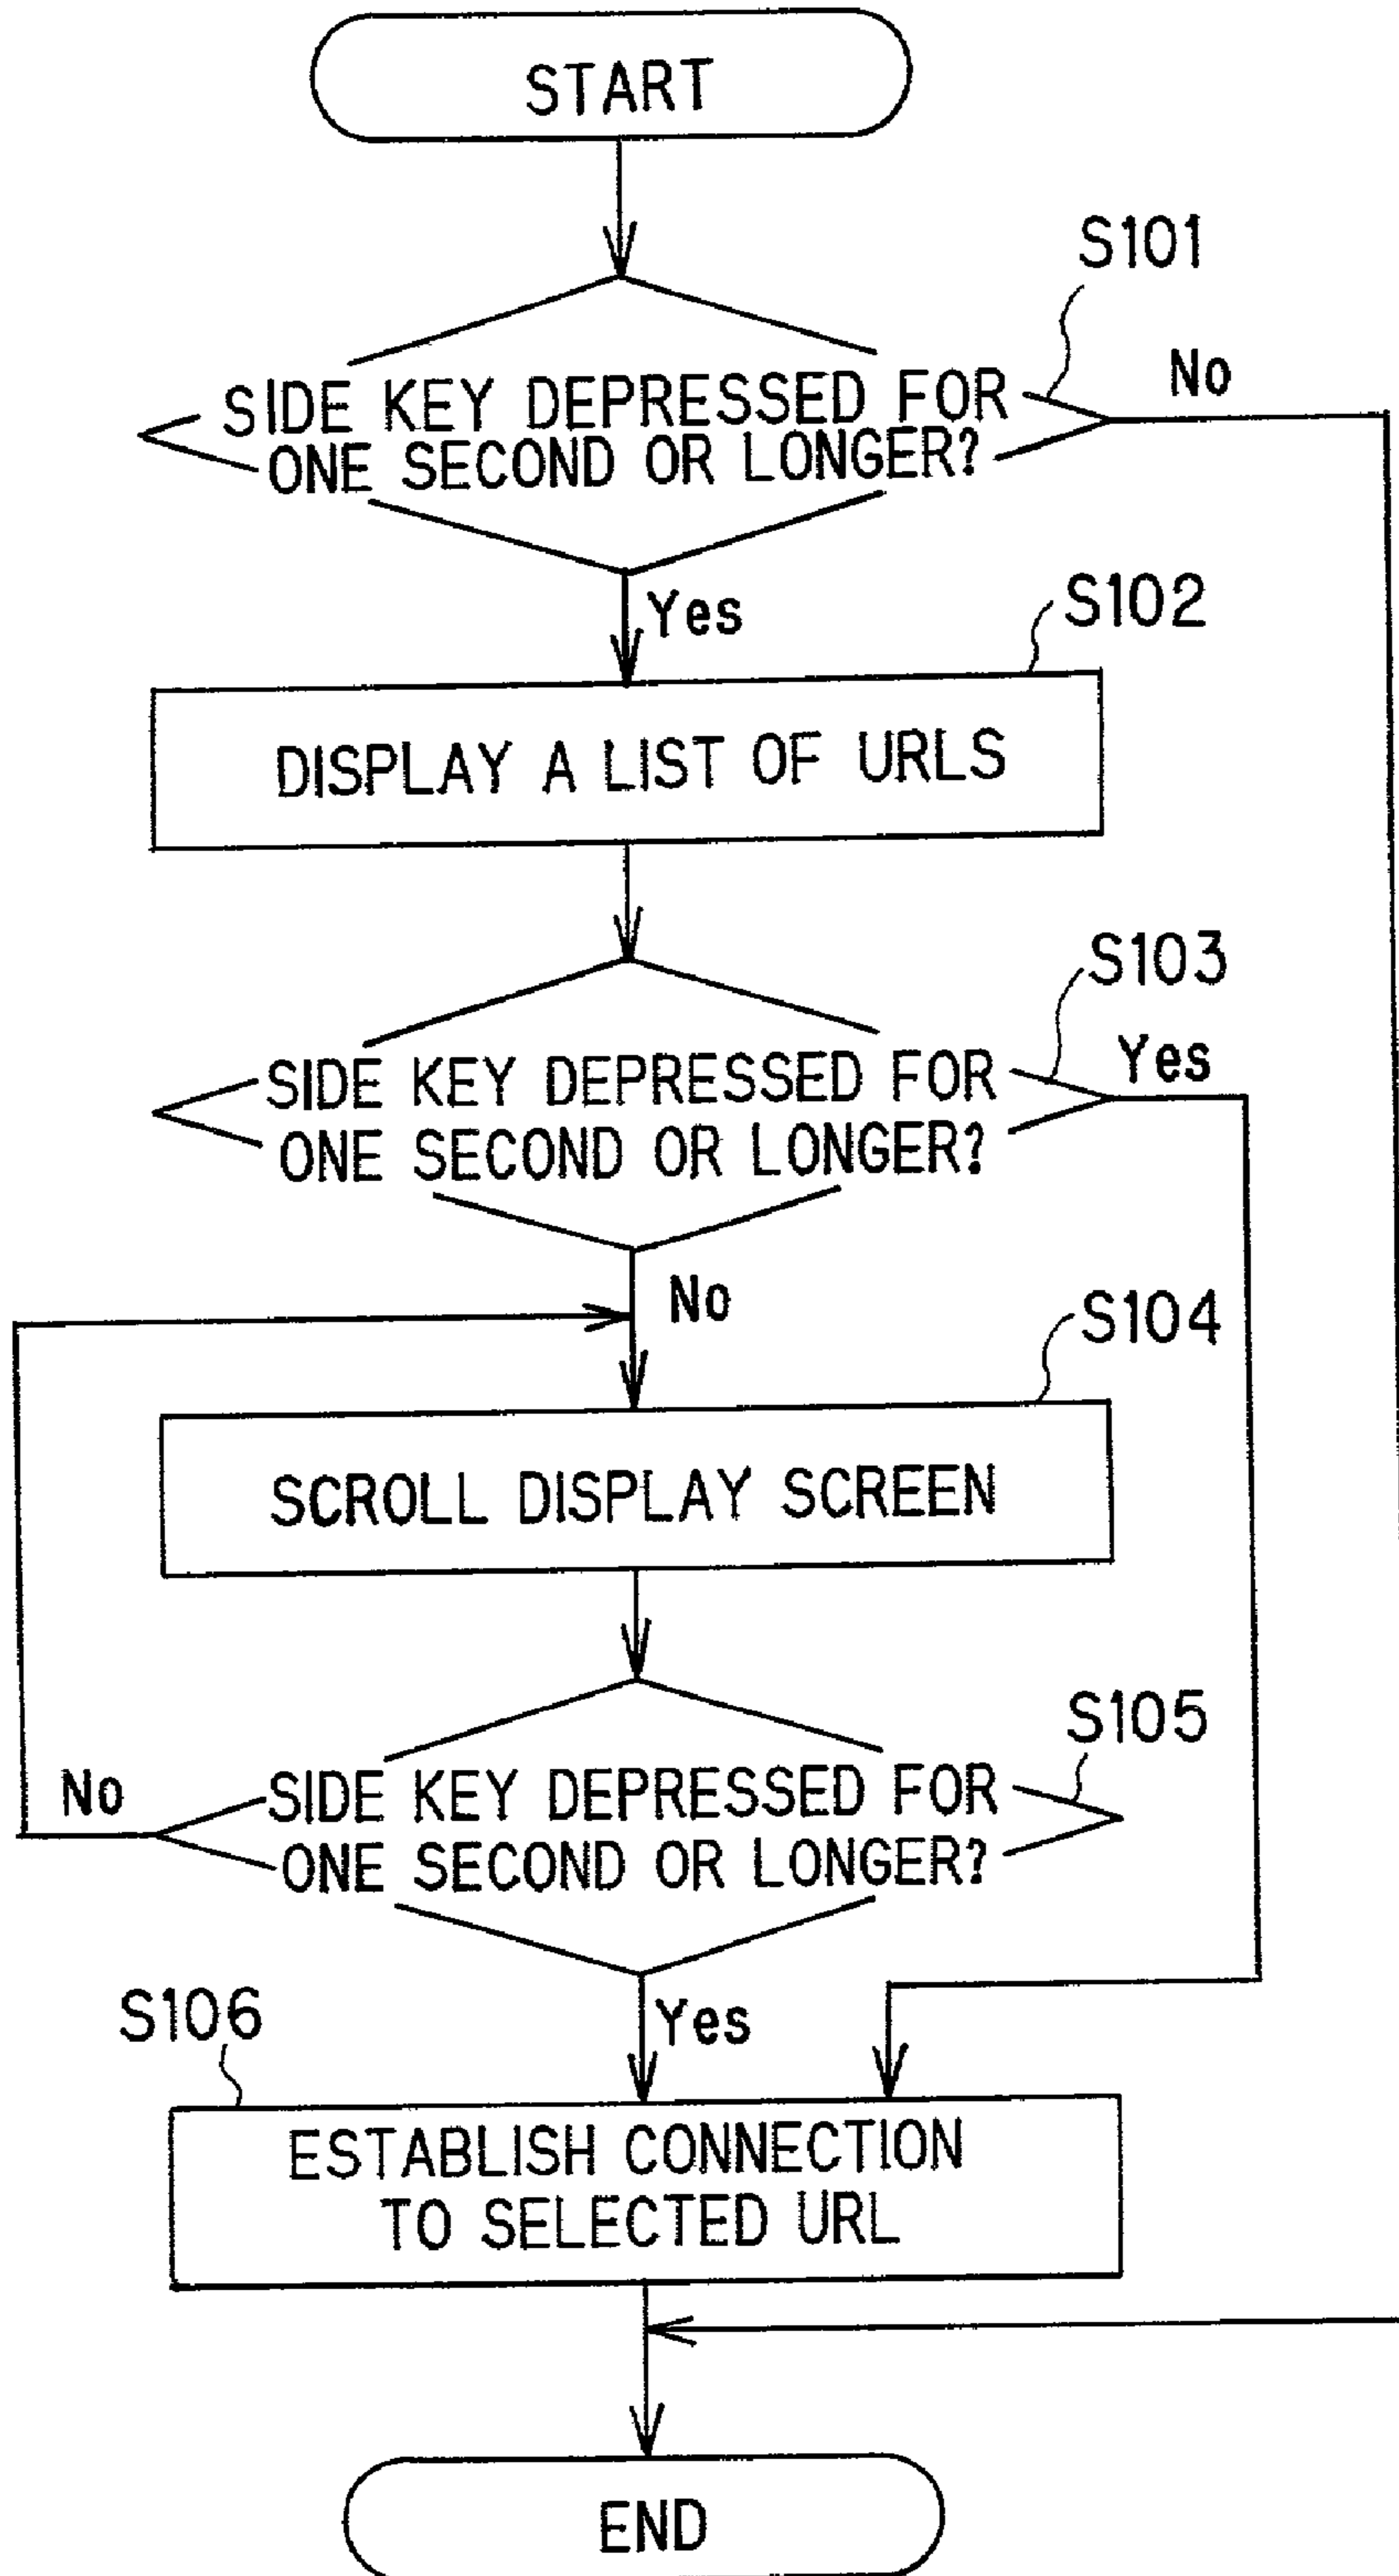 START
S101
SIDE KEY DEPRESSED FOR
ONE SECOND OR LONGER?
No
Yes
S102
DISPLAY A LIST OF URLS
S103
SIDE KEY DEPRESSED FOR
ONE SECOND OR LONGER?
Yes
No
S104
SCROLL DISPLAY SCREEN
S105
SIDE KEY DEPRESSED FOR
ONE SECOND OR LONGER?
No
Yes
S106
ESTABLISH CONNECTION
TO SELECTED URL
END